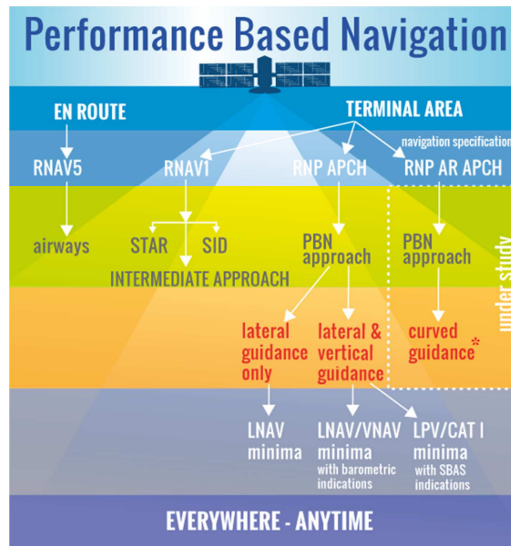 Performance Based Navigation
EN ROUTE
TERMINAL AREA
navigation specification
RNAV5
RNAV1
RNP APCH
RNP AR APCH
airways
STAR
SID
INTERMEDIATE APPROACH
PBN
approach
PBN
approach
under study
lateral
guidance
only
lateral &
vertical
guidance
curved
guidance*
LNAV
minima
LNAV/VNAV
minima
with barometric
indications
LPV/CAT I
minima
with SBAS
indications
EVERYWHERE - ANYTIME